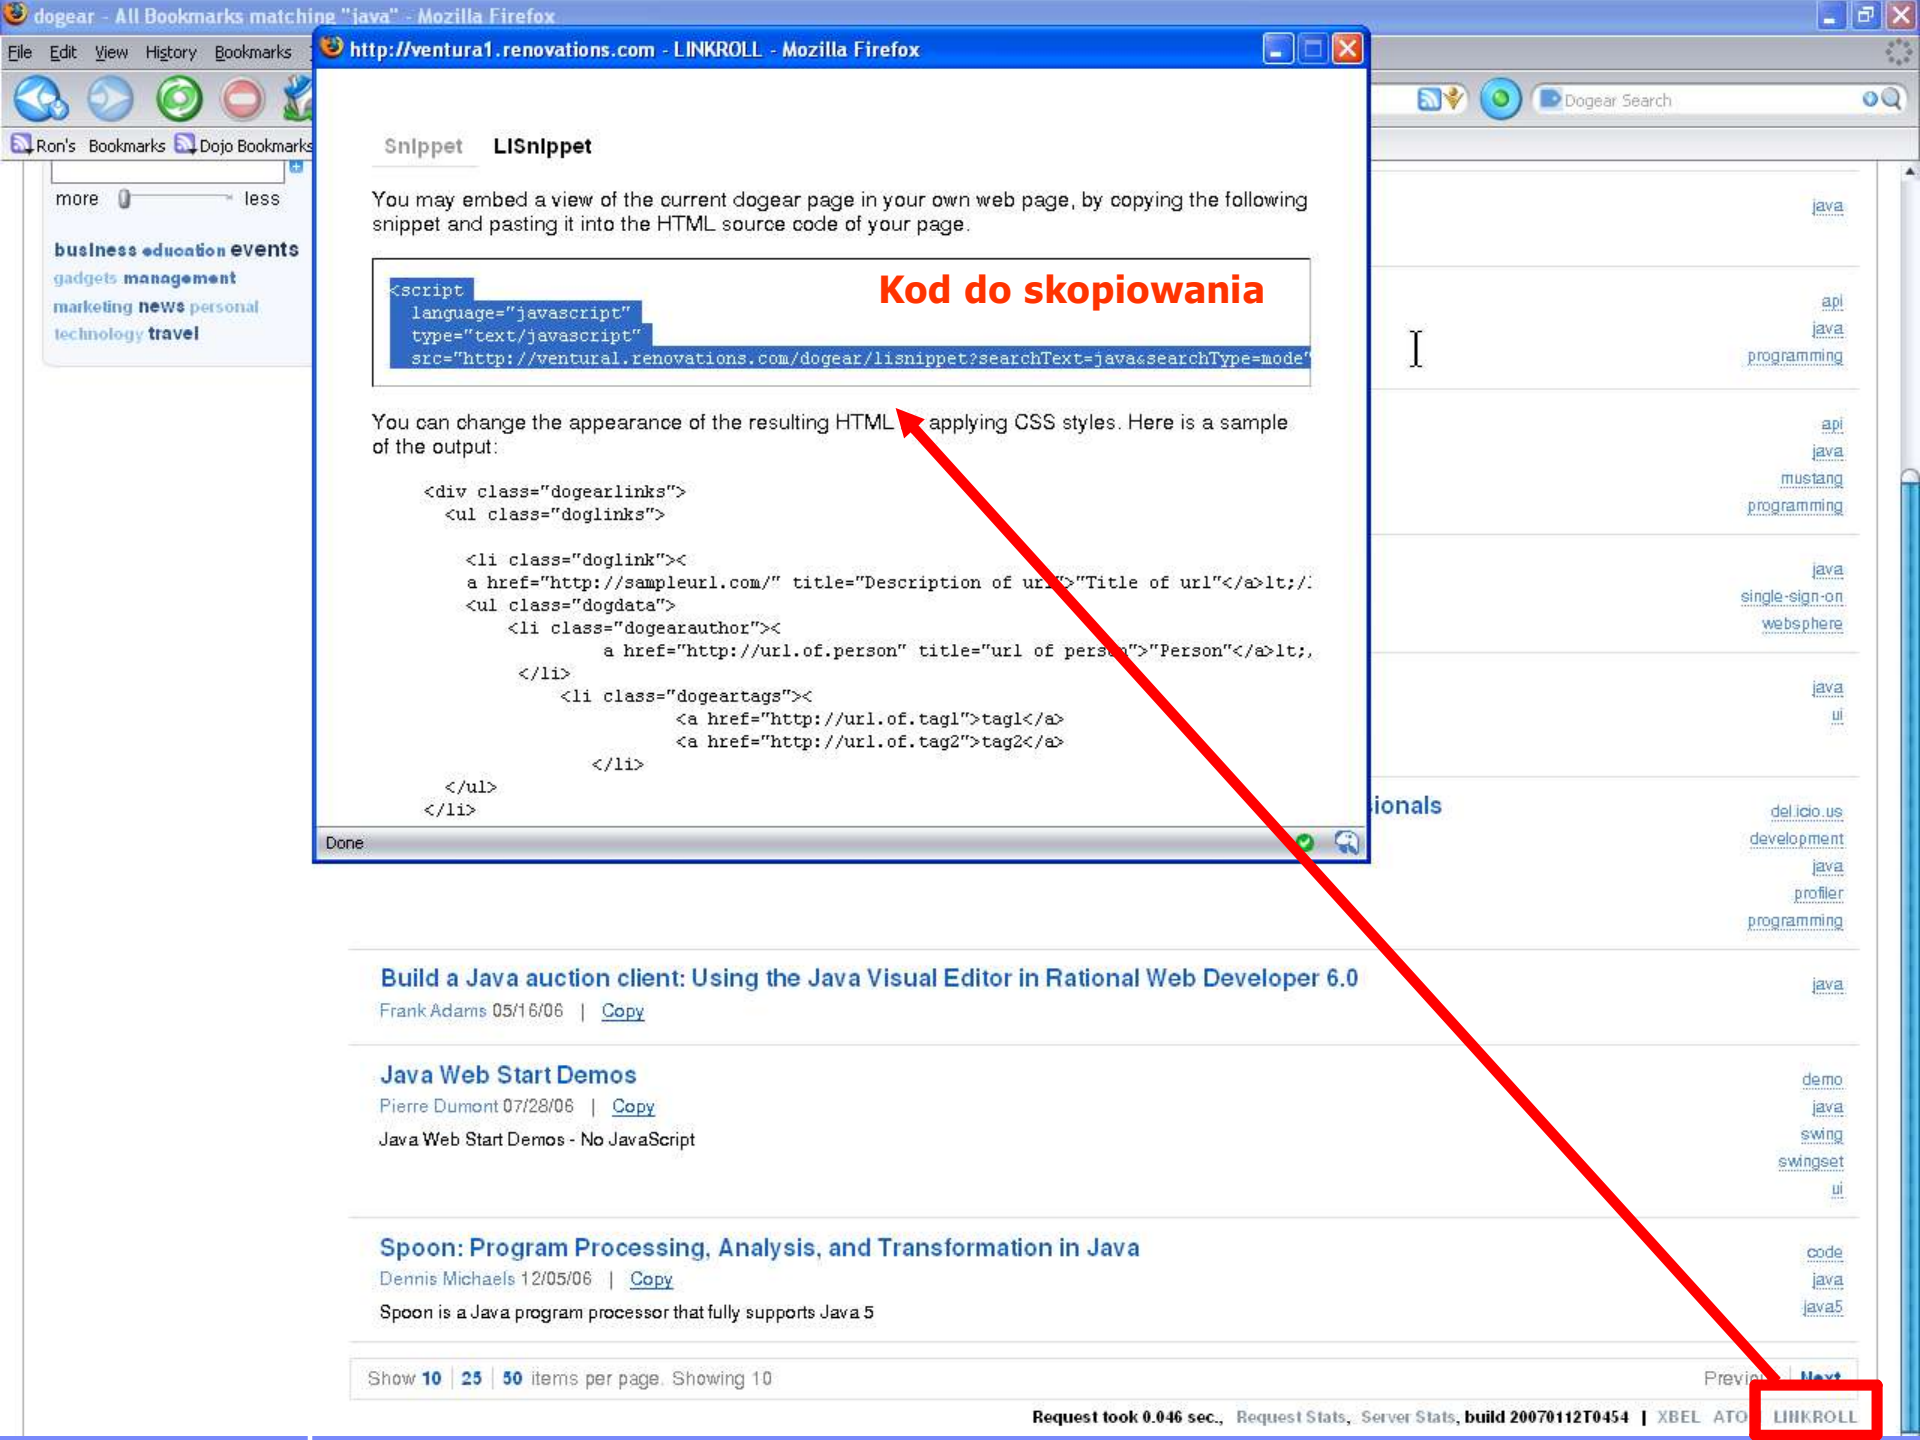 dogear - All Bookmarks matching "java" - Mozilla Firefox
File Edit View History Bookmarks
Dogear Search
Ron's Bookmarks Dojo Bookmarks
http://ventura1.renovations.com - LINKROLL - Mozilla Firefox
Snippet LISnippet
You may embed a view of the current dogear page in your own web page, by copying the following
snippet and pasting it into the HTML source code of your page.
Kod do skopiowania
<script
language="javascript"
type="text/javascript"
src="http://ventura1.renovations.com/dogear/lisnippet?searchText=java&searchType=mode"
You can change the appearance of the resulting HTML applying CSS styles. Here is a sample
of the output:
<div class="dogearlinks">
<ul class="doglinks">
<li class="doglink"><
a href="http://sampleurl.com/" title="Description of url">"Title of url"</a>lt;/
<ul class="dogdata">
<li class="dogearauthor"><
a href="http://url.of.person" title="url of person">"Person"</a>lt;
</li>
<li class="dogeartags"><
<a href="http://url.of.tag1">tag1</a>
<a href="http://url.of.tag2">tag2</a>
</li>
</ul>
</li>
Done
more less
business education events
gadgets management
marketing news personal
technology travel
java
api
java
programming
api
java
mustang
programming
java
single-sign-on
websphere
java
ui
ionals
del.icio.us
development
java
profiler
programming
Build a Java auction client: Using the Java Visual Editor in Rational Web Developer 6.0
Frank Adams 05/16/06 | Copy
java
Java Web Start Demos
Pierre Dumont 07/28/06 | Copy
Java Web Start Demos - No JavaScript
demo
java
swing
swingset
ui
Spoon: Program Processing, Analysis, and Transformation in Java
Dennis Michaels 12/05/06 | Copy
Spoon is a Java program processor that fully supports Java 5
code
java
java5
Show 10 | 25 | 50 items per page. Showing 10
Previous Next
Request took 0.046 sec., Request Stats, Server Stats, build 20070112T0454 | XBEL ATO LINKROLL